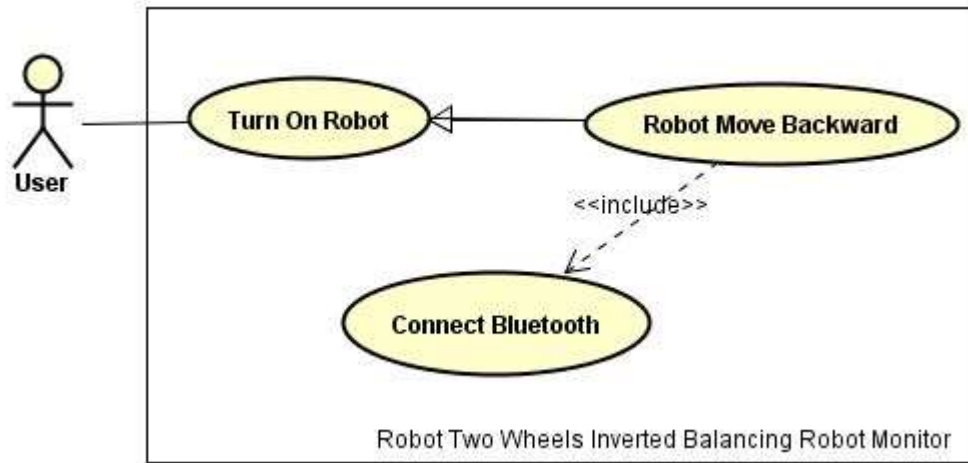 Turn On Robot
Robot Move Backward
User
<<include>>
Connect Bluetooth
Robot Two Wheels Inverted Balancing Robot Monitor